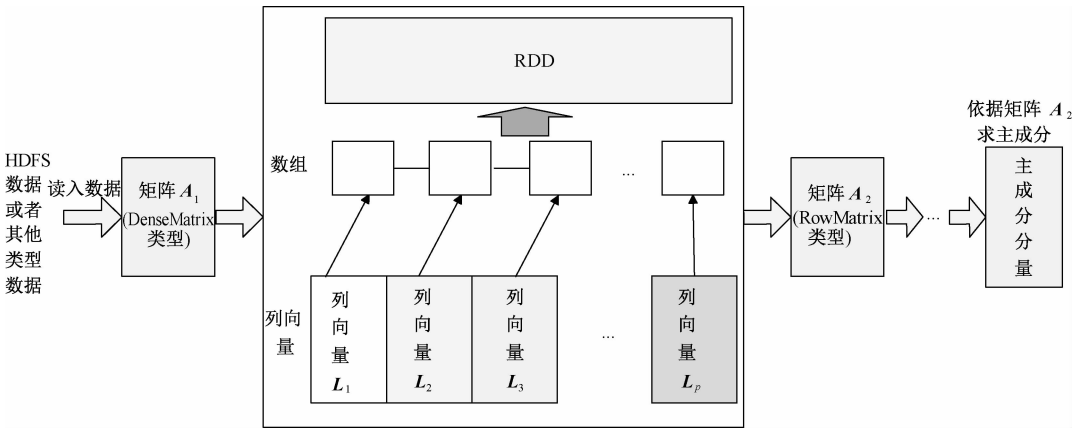 HDFS
数据
或者
其他
类型
数据
读入数据
矩阵 A1
(DenseMatrix
类型)
RDD
数组
...
列向
量
列向量 L1
列向量 L2
列向量 L3
...
列向量 Lp
矩阵 A2
(RowMatrix
类型)
...
依据矩阵 A2
求主成分
主成分分量